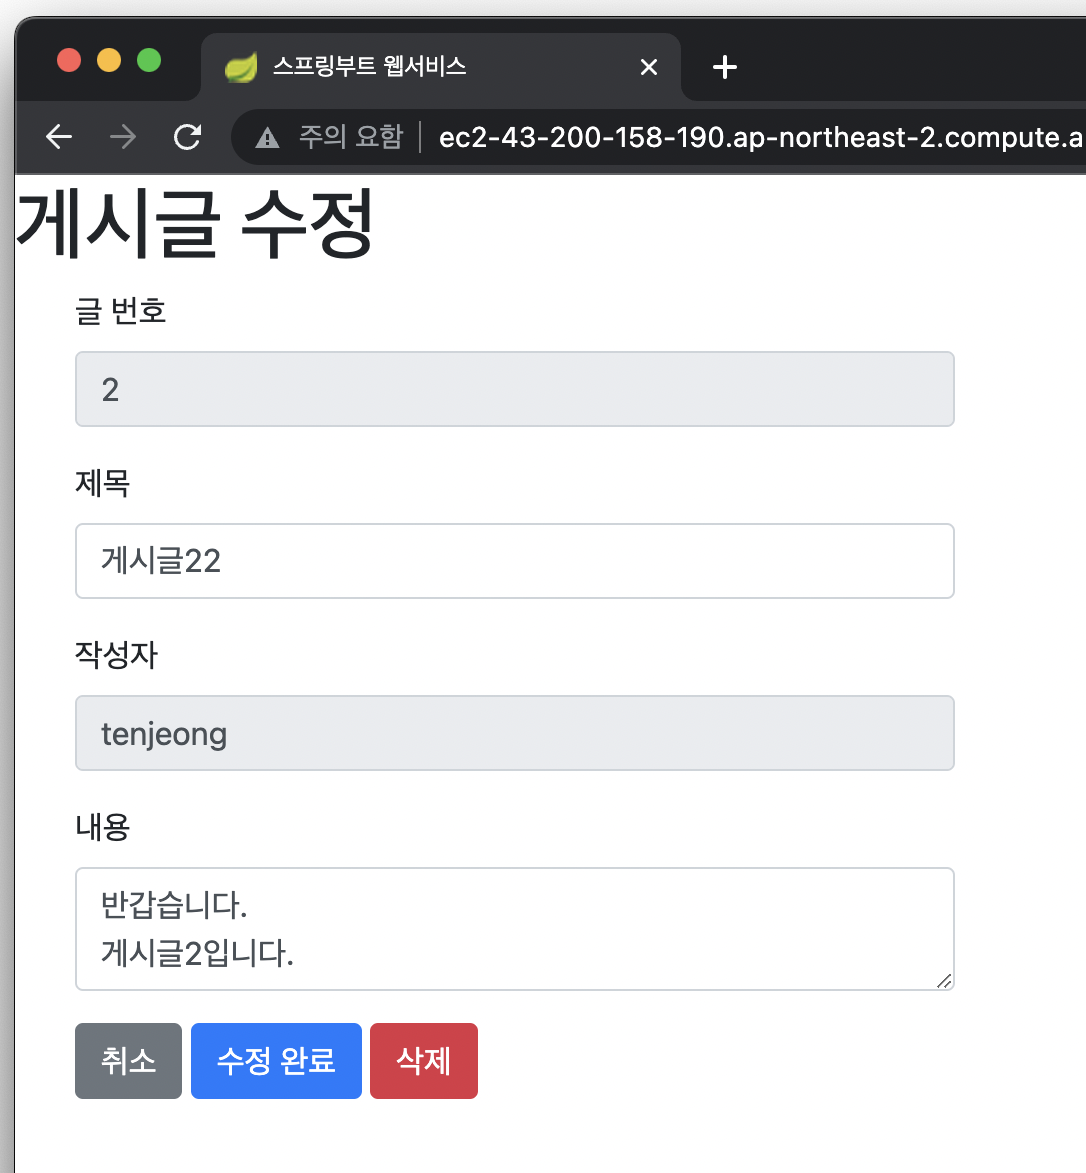 스프링부트 웹서비스
주의 요함 ec2-43-200-158-190.ap-northeast-2.compute.a
게시글 수정
글 번호
2
제목
게시글22
작성자
tenjeong
내용
반갑습니다.
게시글2입니다.
취소 수정 완료 삭제